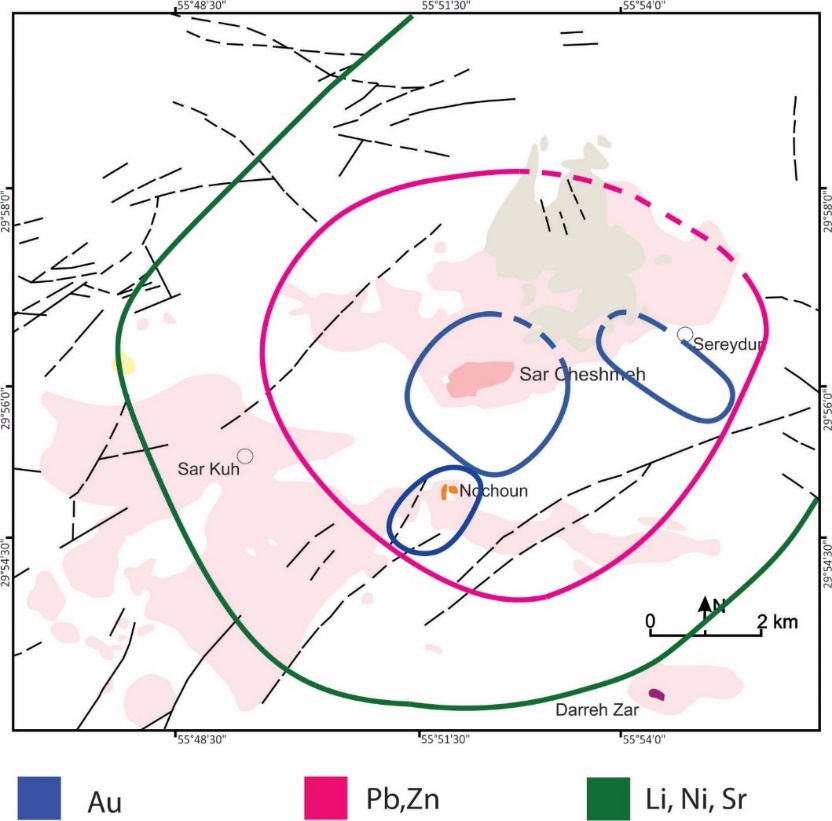 55°48'30" 55°51'30" 55°54'0"
29°58'0" 29°58'0"
Sereydun
Sar Cheshmeh
29°56'0" 29°56'0"
Sar Kuh
Nochoun
29°54'30" 29°54'30"
N
0 2 km
Darreh Zar
55°48'30" 55°51'30" 55°54'0"
Au Pb,Zn Li, Ni, Sr